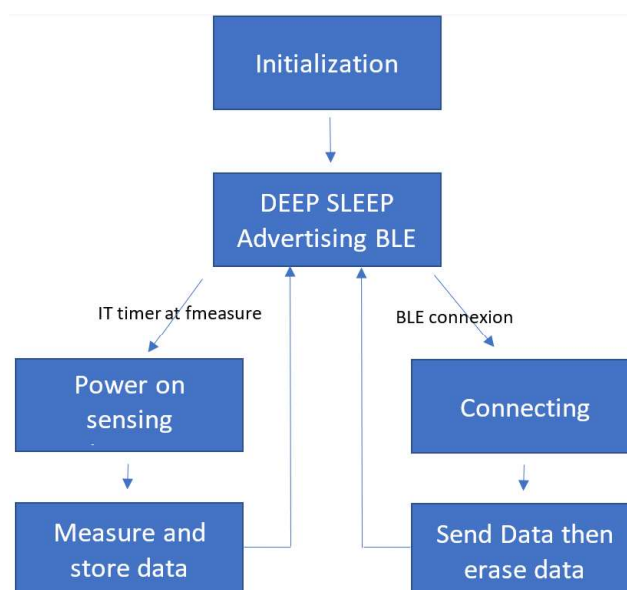 Initialization
DEEP SLEEP
Advertising BLE
IT timer at fmeasure
BLE connexion
Power on
sensing
Connecting
Measure and
store data
Send Data then
erase data